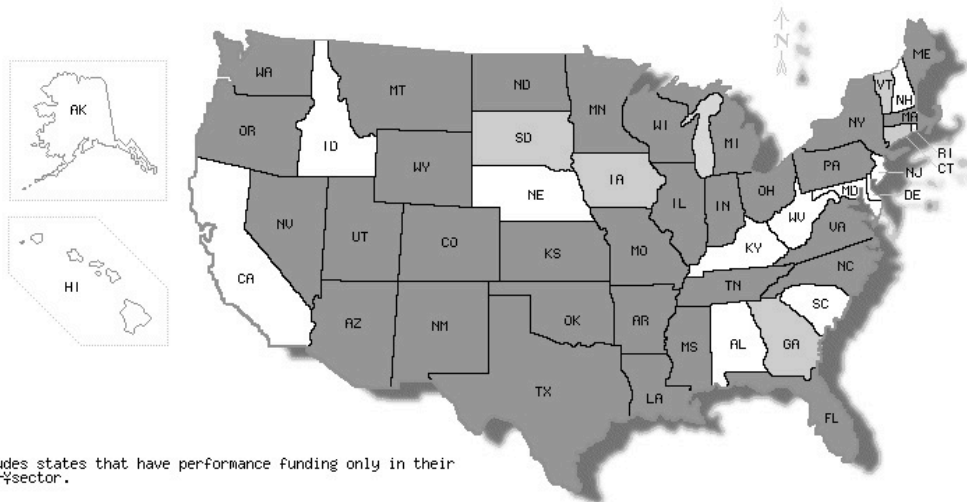 N
WA
MT
ND
MN
ME
VT
NH
OR
ID
SD
WI
NY
MA
MI
WY
RI
CT
IA
PA
NJ
NE
OH
MD
DE
NV
IL
IN
WV
UT
CO
VA
KS
MO
KY
CA
NC
TN
AZ
NM
OK
AR
SC
MS
AL
GA
TX
LA
FL
AK
HI
udes states that have performance funding only in their
sector.